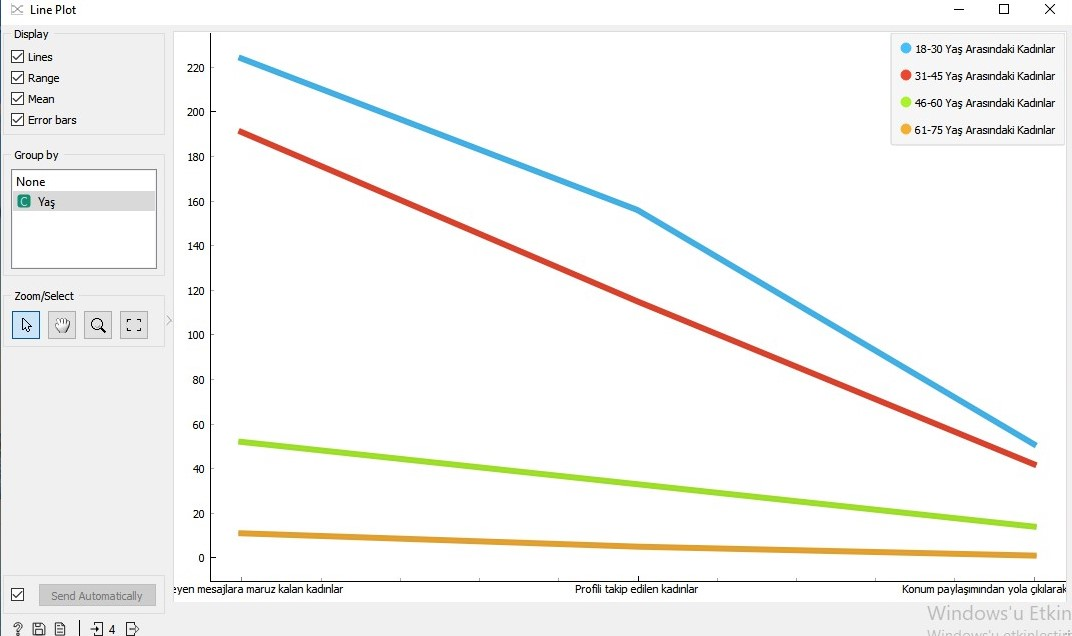 Line Plot
Display
Lines
Range
Mean
Error bars
Group by
None
C Yaş
Zoom/Select
Send Automatically
4
220
200
180
160
140
120
100
80
60
40
20
0
18-30 Yaş Arasındaki Kadınlar
31-45 Yaş Arasındaki Kadınlar
46-60 Yaş Arasındaki Kadınlar
61-75 Yaş Arasındaki Kadınlar
mesajlara maruz kalan kadınlar
Profili takip edilen kadınlar
Konum paylaşımından yola çıkılarak
Windows'u Etkin